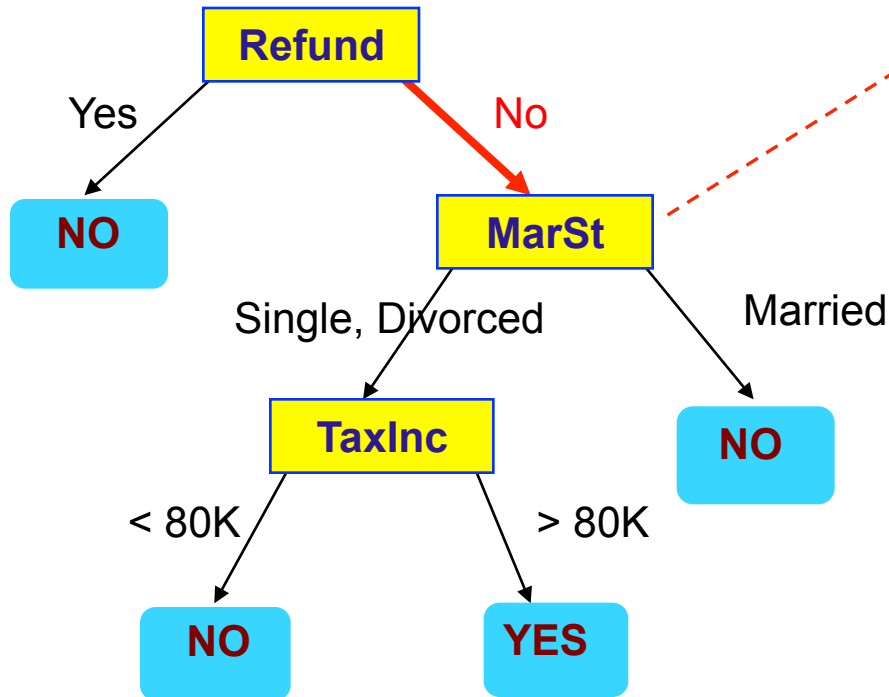 Refund
Yes
No
NO
MarSt
Single, Divorced
Married
TaxInc
NO
< 80K
> 80K
NO
YES